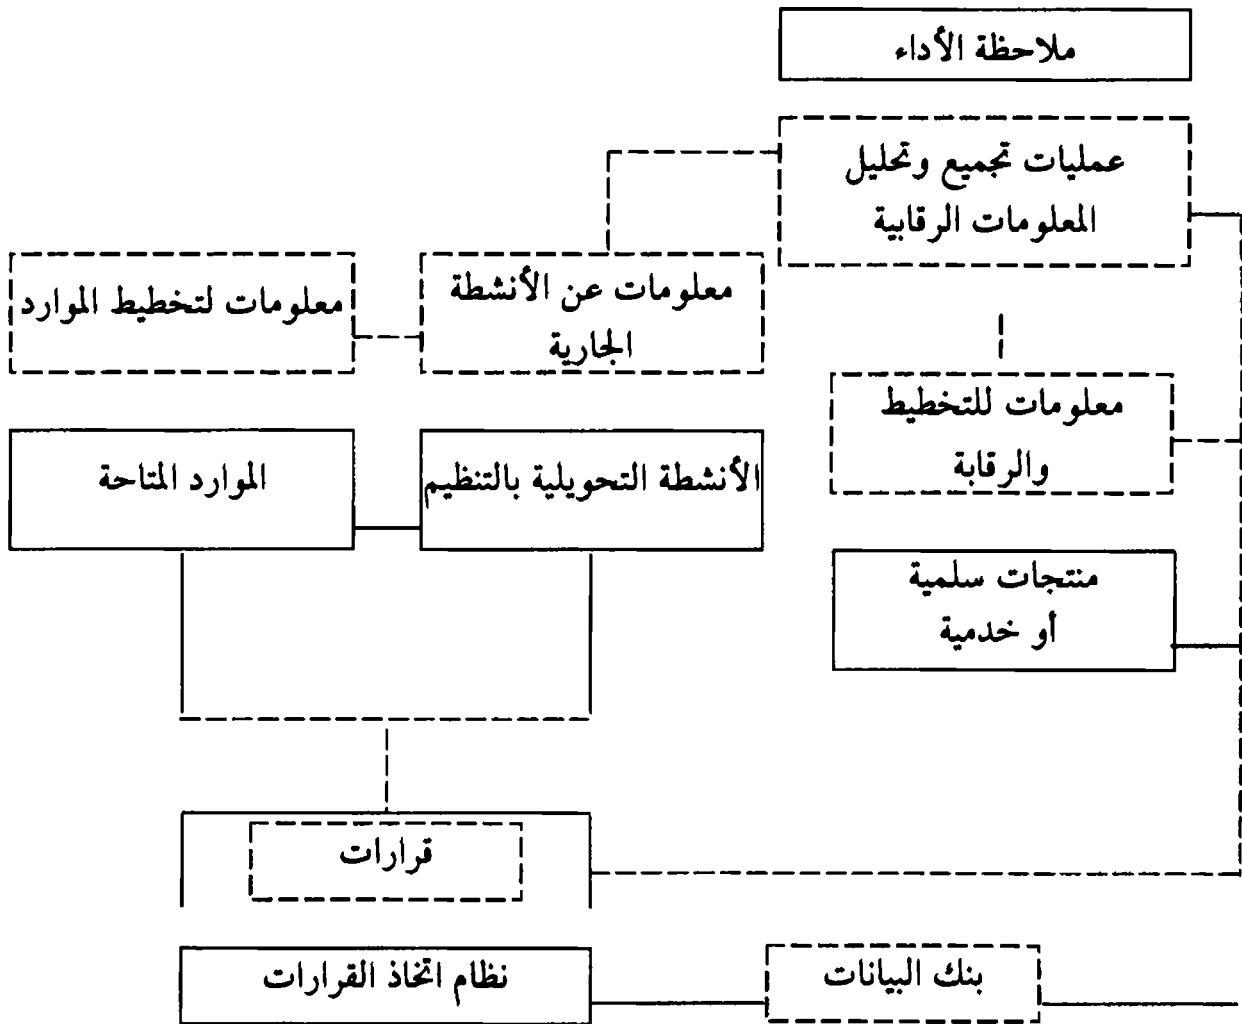 ملاحظة الأداء
عمليات تجميع وتحليل
المعلومات الرقابية
معلومات عن الأنشطة
الجارية
معلومات لتخطيط الموارد
معلومات للتخطيط
والرقابة
الأنشطة التحويلية بالتنظيم
الموارد المتاحة
منتجات سلمية
أو خدمية
قرارات
بنك البيانات
نظام اتخاذ القرارات